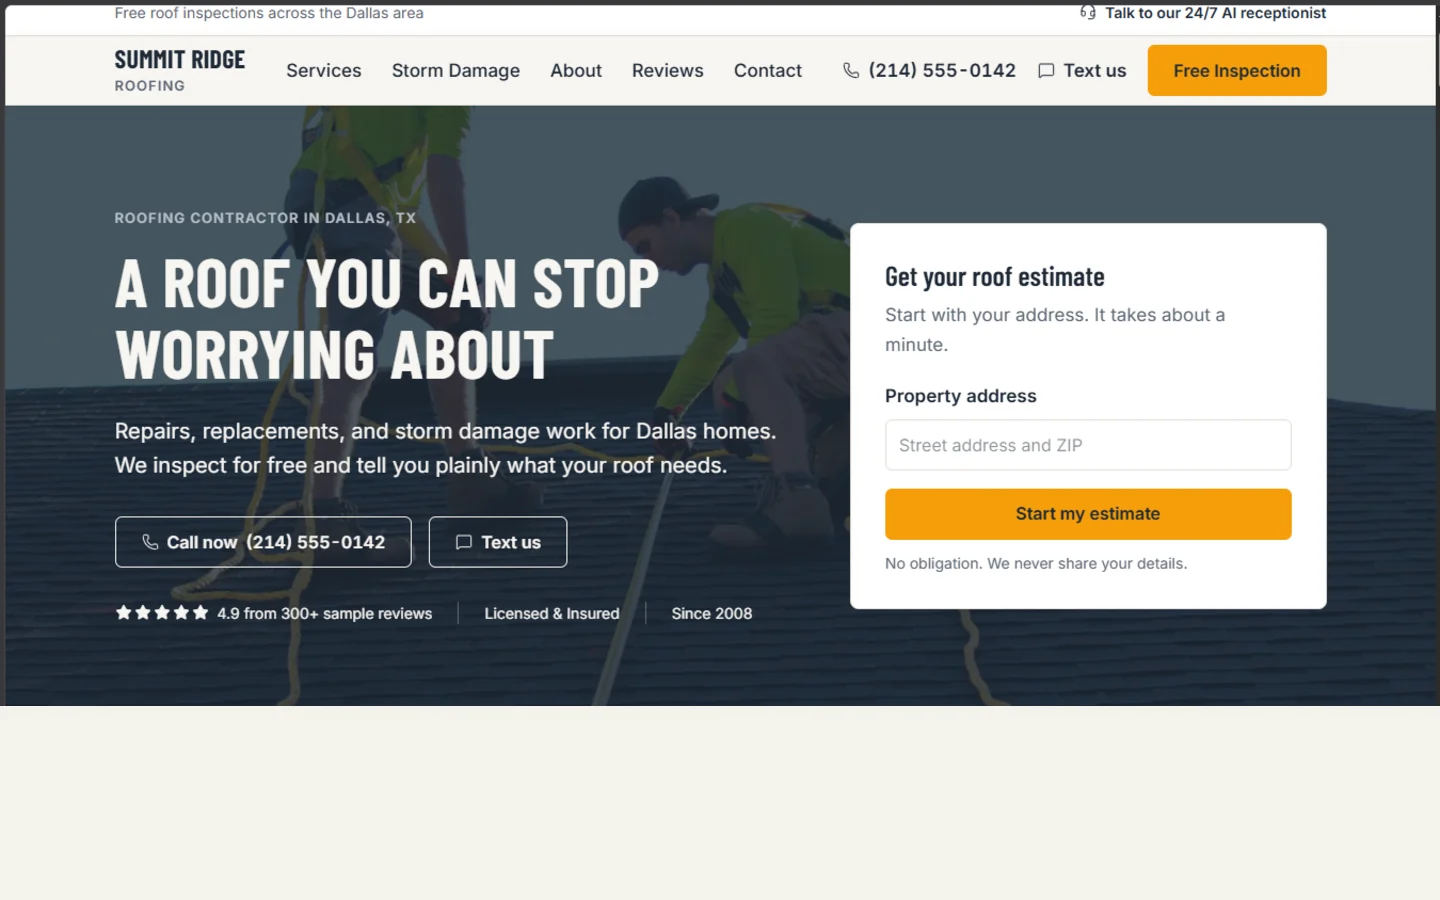 Free roof inspections across the Dallas area
Talk to our 24/7 AI receptionist
SUMMIT RIDGE
ROOFING
Services
Storm Damage
About
Reviews
Contact
(214) 555-0142
Text us
Free Inspection
ROOFING CONTRACTOR IN DALLAS, TX
A ROOF YOU CAN STOP
WORRYING ABOUT
Repairs, replacements, and storm damage work for Dallas homes.
We inspect for free and tell you plainly what your roof needs.
Call now (214) 555-0142
Text us
4.9 from 300+ sample reviews
Licensed & Insured
Since 2008
Get your roof estimate
Start with your address. It takes about a
minute.
Property address
Street address and ZIP
Start my estimate
No obligation. We never share your details.